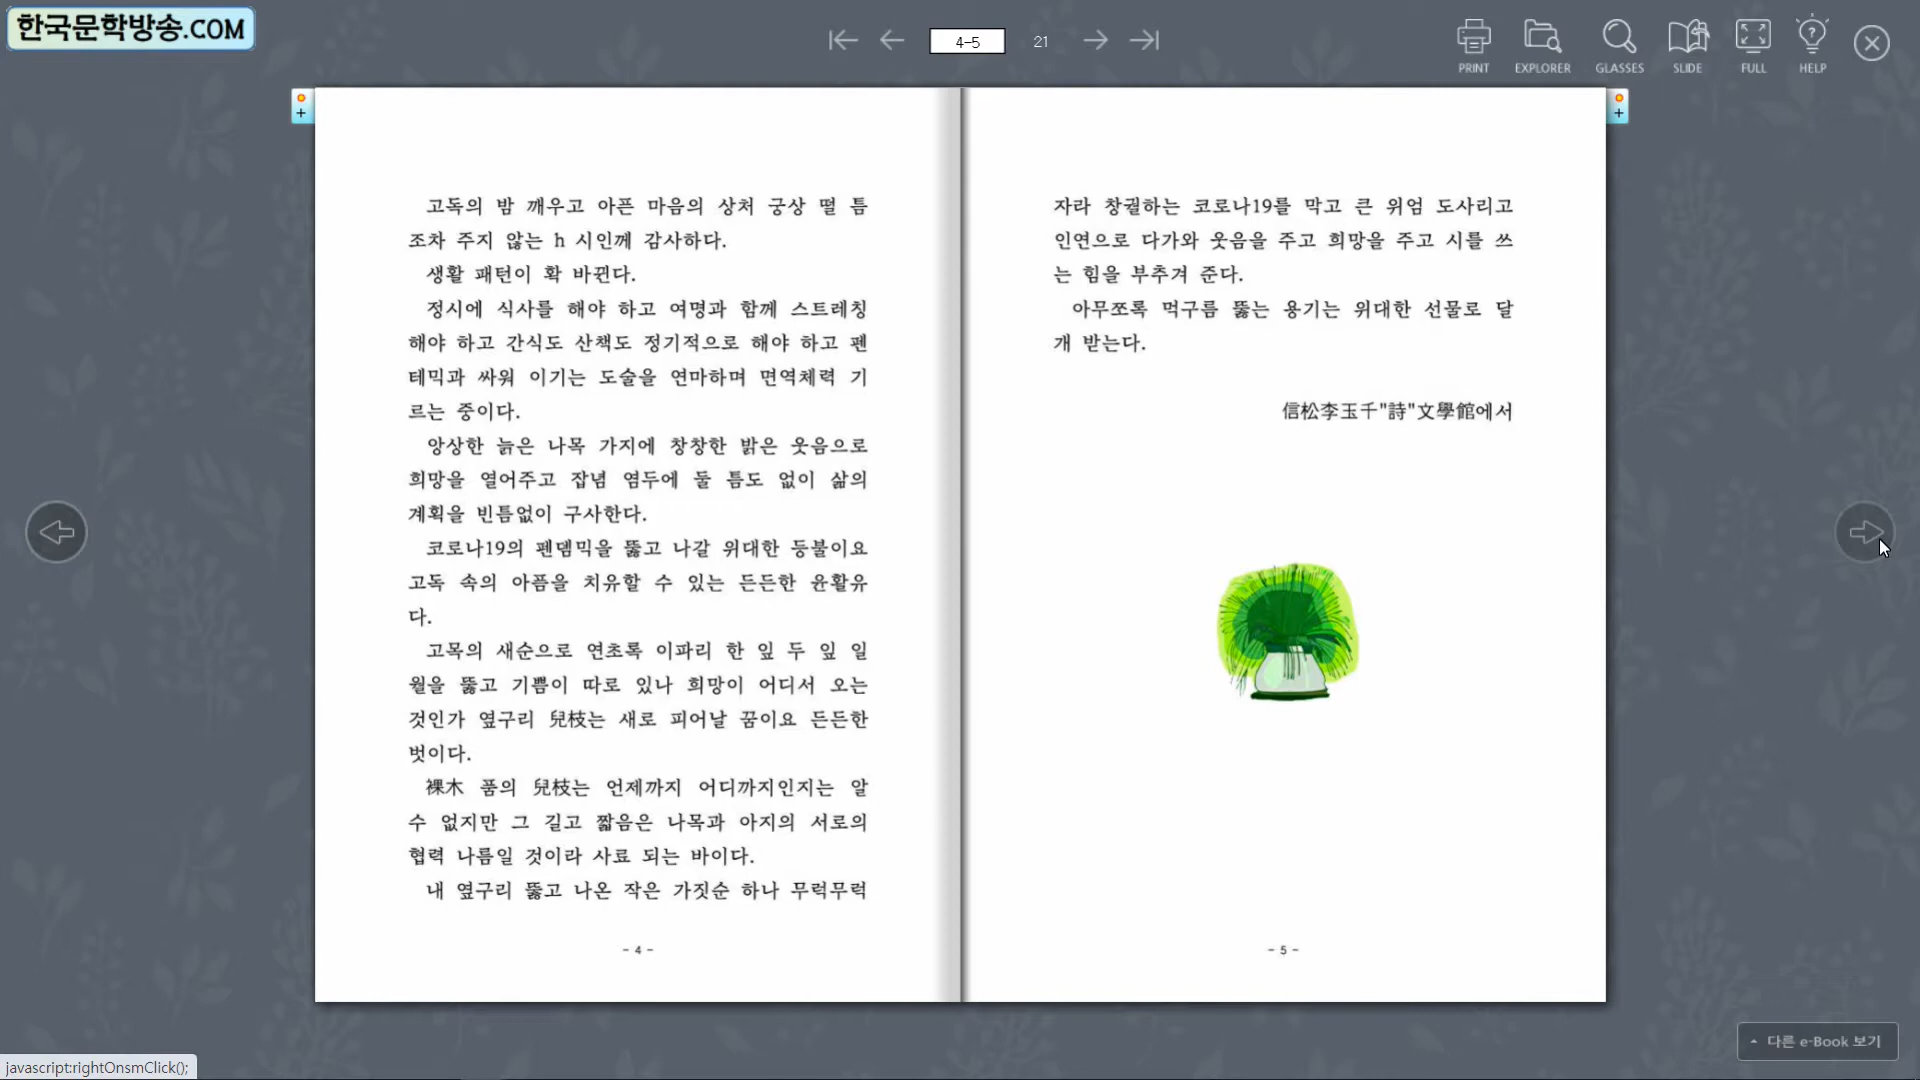 한국문학방송.COM
4-5
21
PRINT
EXPLORER
GLASSES
SLIDE
FULL
HELP
고독의 밤 깨우고 아픈 마음의 상처 궁상 떨 틈
조차 주지 않는 h 시인께 감사하다.
생활 패턴이 확 바뀐다.
정시에 식사를 해야 하고 여명과 함께 스트레칭
해야 하고 간식도 산책도 정기적으로 해야 하고 펜
테믹과 싸워 이기는 도술을 연마하며 면역체력 기
르는 중이다.
앙상한 늙은 나목 가지에 창창한 밝은 웃음으로
희망을 열어주고 잡념 염두에 둘 틈도 없이 삶의
계획을 빈틈없이 구사한다.
코로나19의 펜뎀믹을 뚫고 나갈 위대한 등불이요
고독 속의 아픔을 치유할 수 있는 든든한 윤활유
다.
고목의 새순으로 연초록 이파리 한 잎 두 잎 일
월을 뚫고 기쁨이 따로 있나 희망이 어디서 오는
것인가 옆구리 兒枝는 새로 피어날 꿈이요 든든한
벗이다.
裸木 품의 兒枝는 언제까지 어디까지인지는 알
수 없지만 그 길고 짧음은 나목과 아지의 서로의
협력 나름일 것이라 사료 되는 바이다.
내 옆구리 뚫고 나온 작은 가짓순 하나 무럭무럭
- 4 -
자라 창궐하는 코로나19를 막고 큰 위엄 도사리고
인연으로 다가와 웃음을 주고 희망을 주고 시를 쓰
는 힘을 부추겨 준다.
아무쪼록 먹구름 뚫는 용기는 위대한 선물로 달
개 받는다.
信松李玉千"詩"文學館에서
- 5 -
다른 e-Book 보기
javascript:rightOnsmClick();